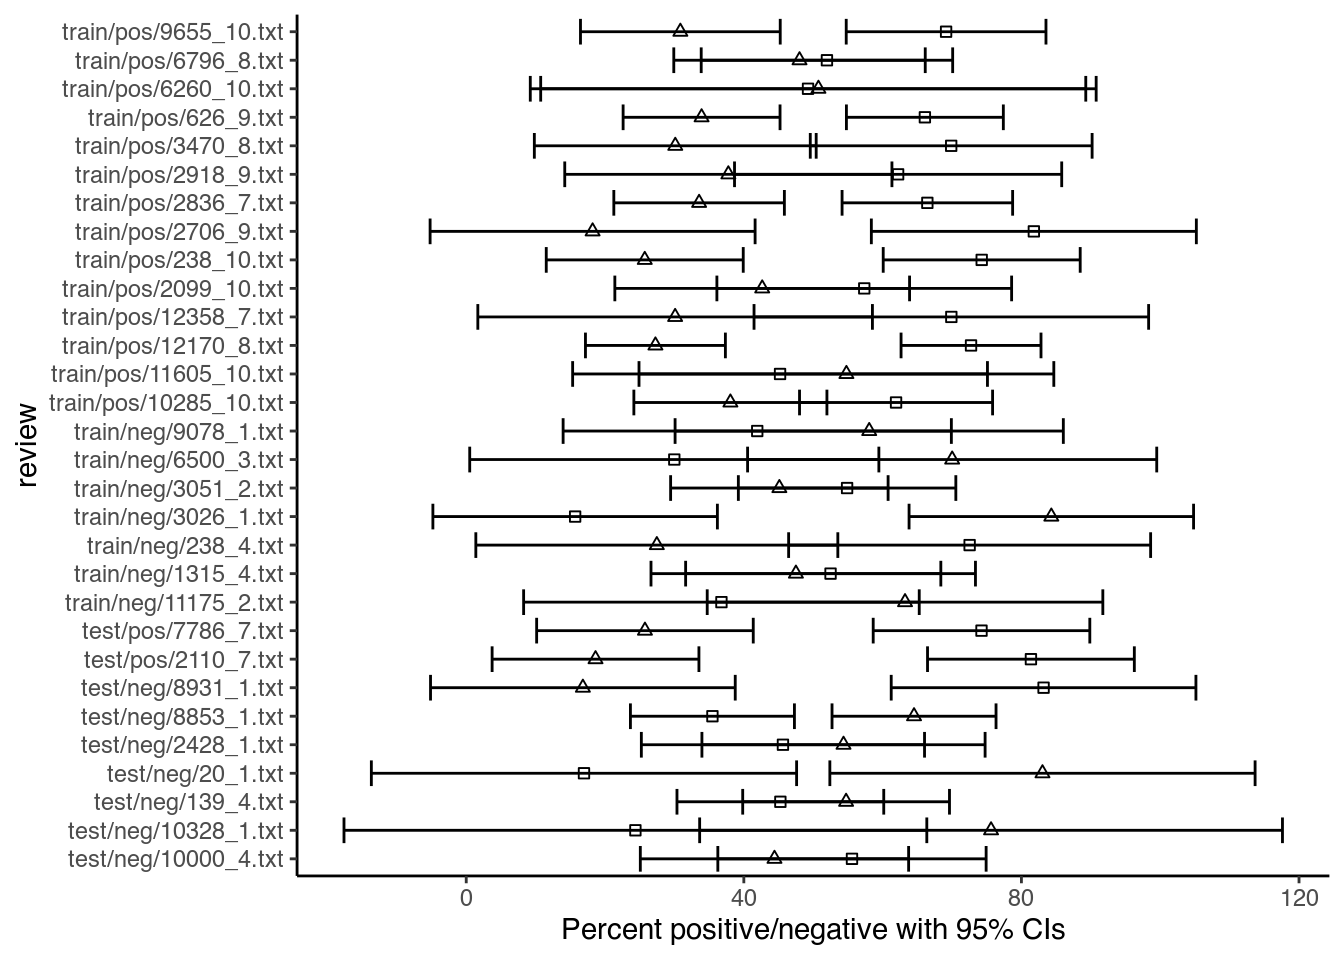 train/pos/9655_10.txt
train/pos/6796_8.txt
train/pos/6260_10.txt
train/pos/626_9.txt
train/pos/3470_8.txt
train/pos/2918_9.txt
train/pos/2836_7.txt
train/pos/2706_9.txt
train/pos/238_10.txt
train/pos/2099_10.txt
train/pos/12358_7.txt
train/pos/12170_8.txt
train/pos/11605_10.txt
train/pos/10285_10.txt
train/neg/9078_1.txt
train/neg/6500_3.txt
train/neg/3051_2.txt
train/neg/3026_1.txt
train/neg/238_4.txt
train/neg/1315_4.txt
train/neg/11175_2.txt
test/pos/7786_7.txt
test/pos/2110_7.txt
test/neg/8931_1.txt
test/neg/8853_1.txt
test/neg/2428_1.txt
test/neg/20_1.txt
test/neg/139_4.txt
test/neg/10328_1.txt
test/neg/10000_4.txt
review
0 40 80 120
Percent positive/negative with 95% CIs